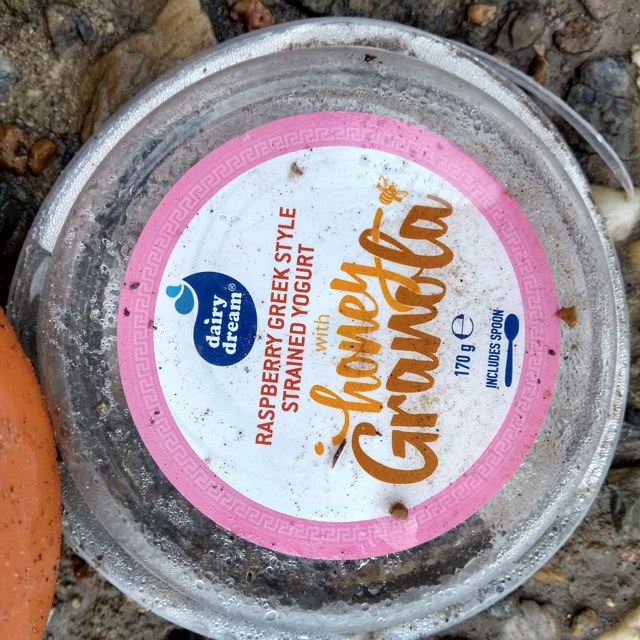 dairy
dream®
RASPBERRY GREEK STYLE
STRAINED YOGURT
with
honey
Granola
170 g ℮
INCLUDES SPOON